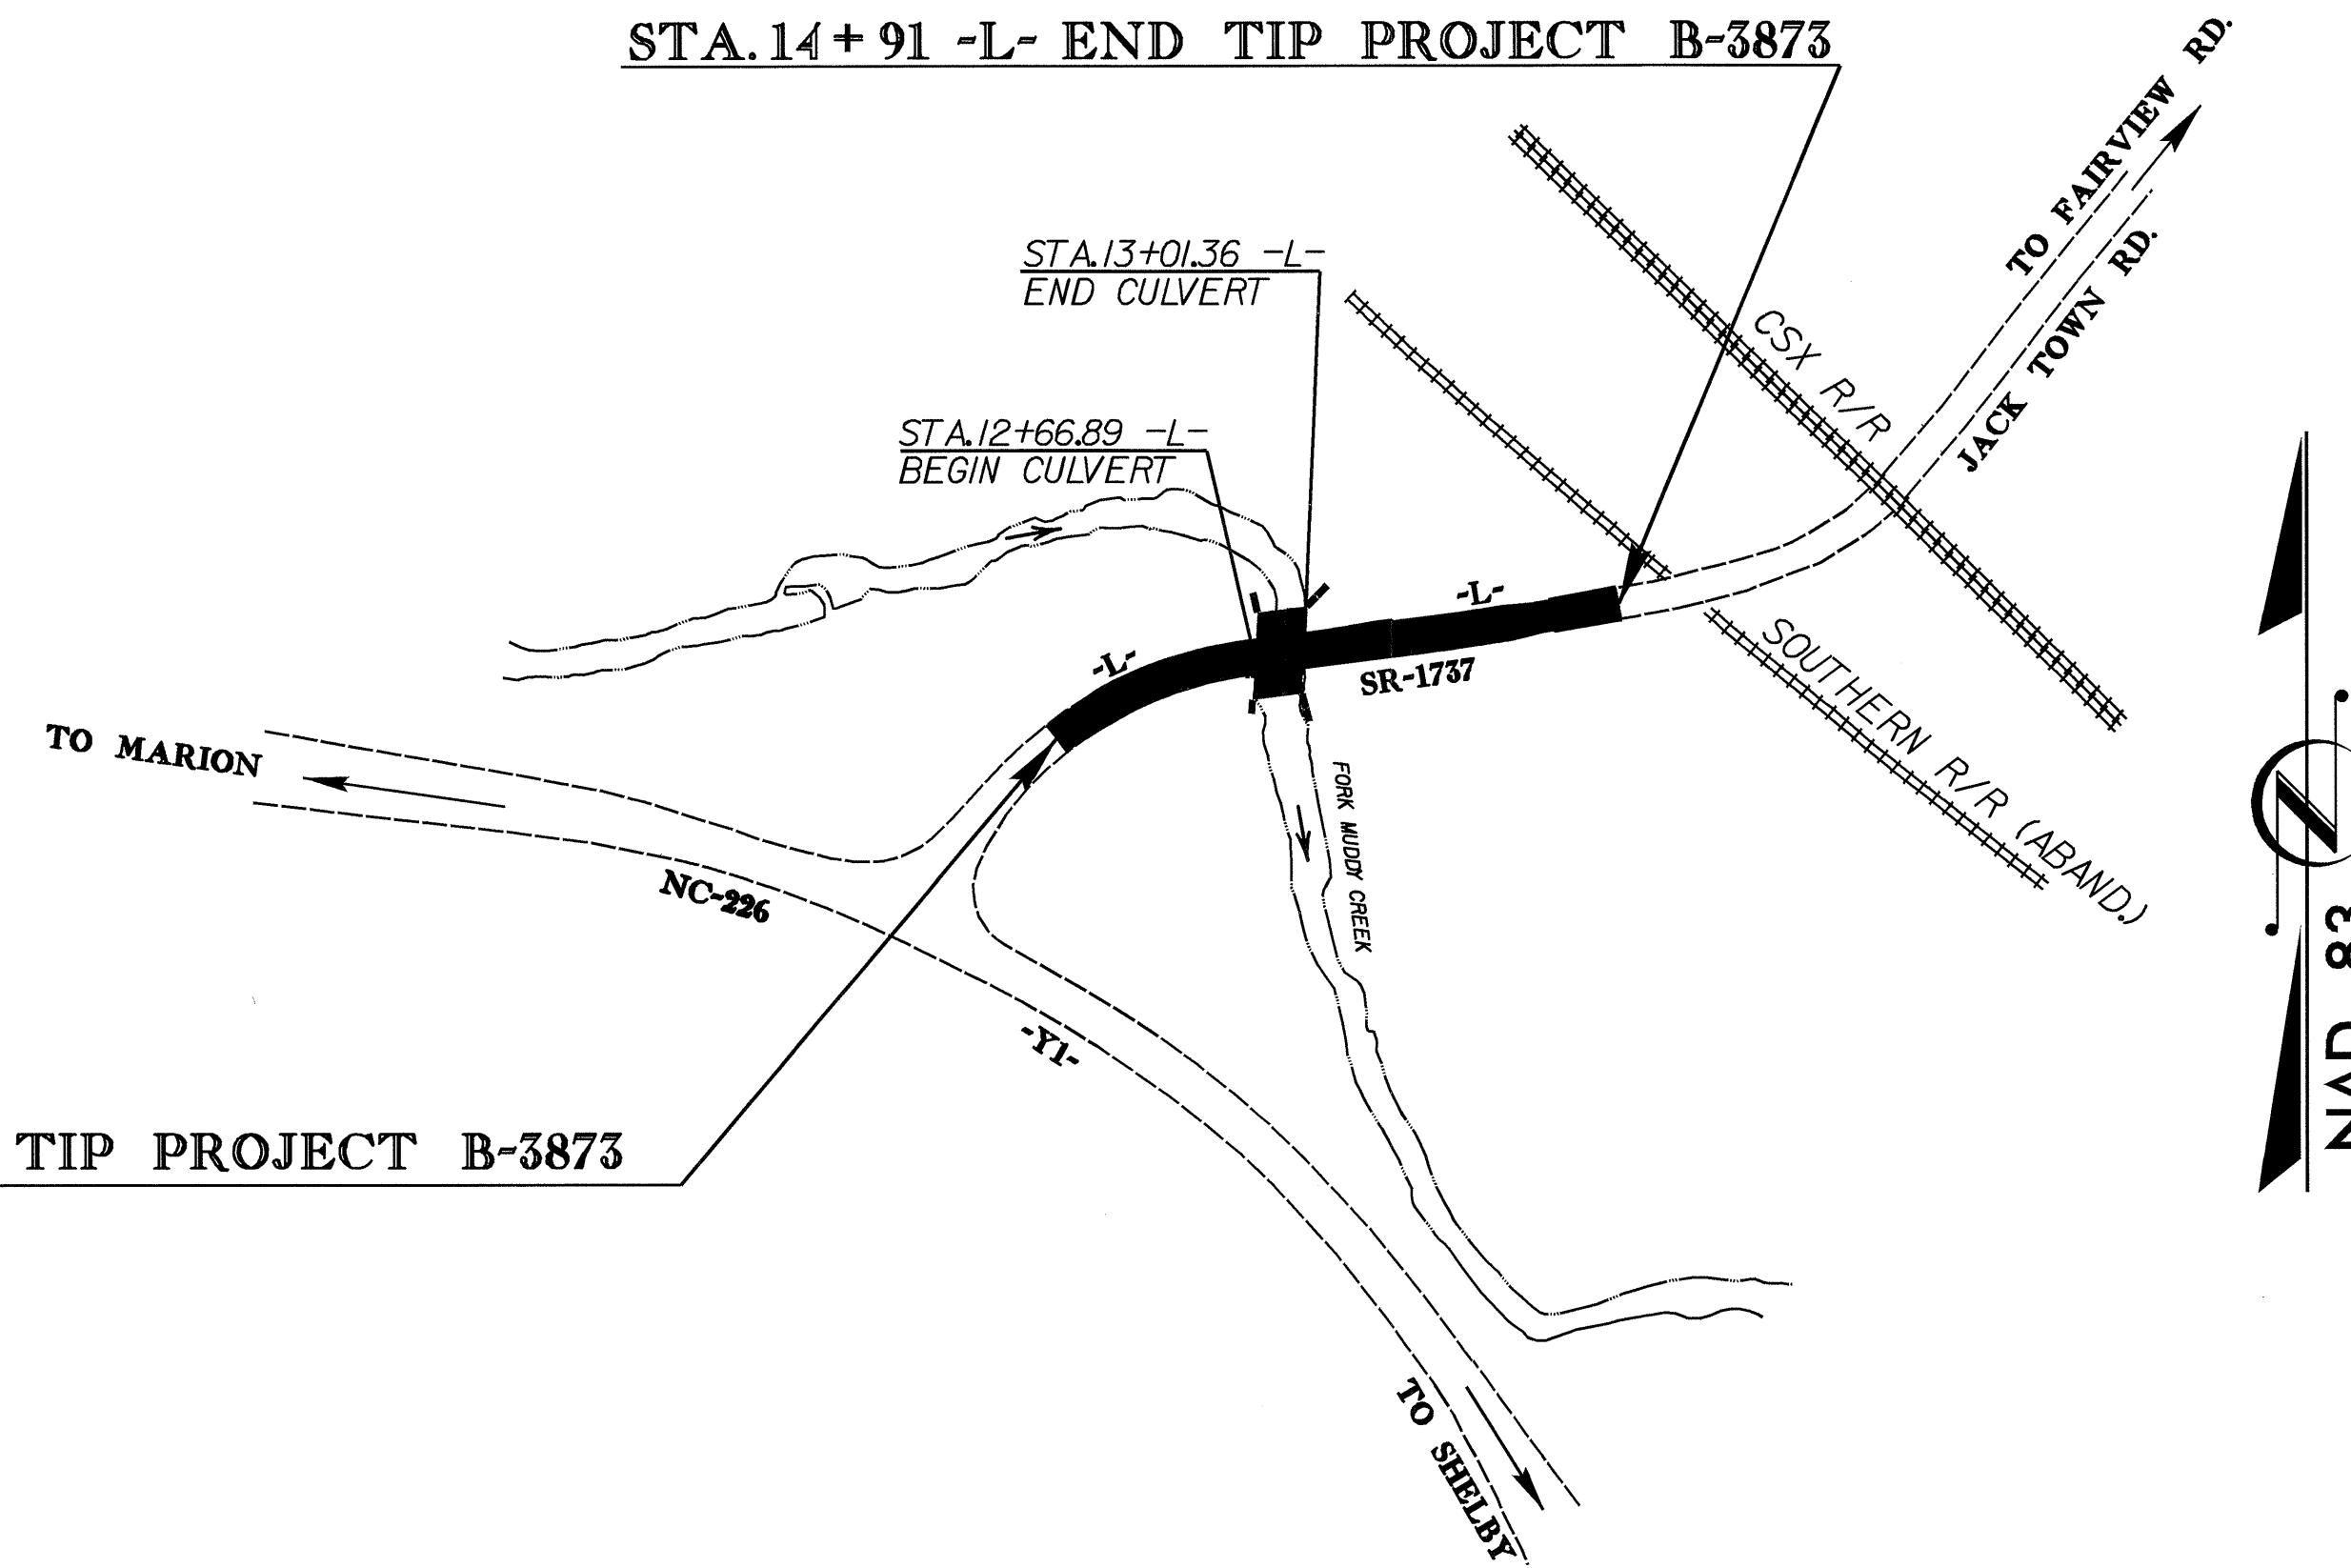 STA. 14 + 91 -L- END TIP PROJECT B-3873
TO FAIRVIEW RD.
JACK TOWN RD.
STA. 13+01.36 -L-
END CULVERT
CSX R/R
STA. 12+66.89 -L-
BEGIN CULVERT
-L-
-L-
SR-1737
SOUTHERN R/R (ABAND.)
TO MARION
FORK MUDDY CREEK
NC-226
-Y1-
NAD 83
TIP PROJECT B-3873
TO SHELBY